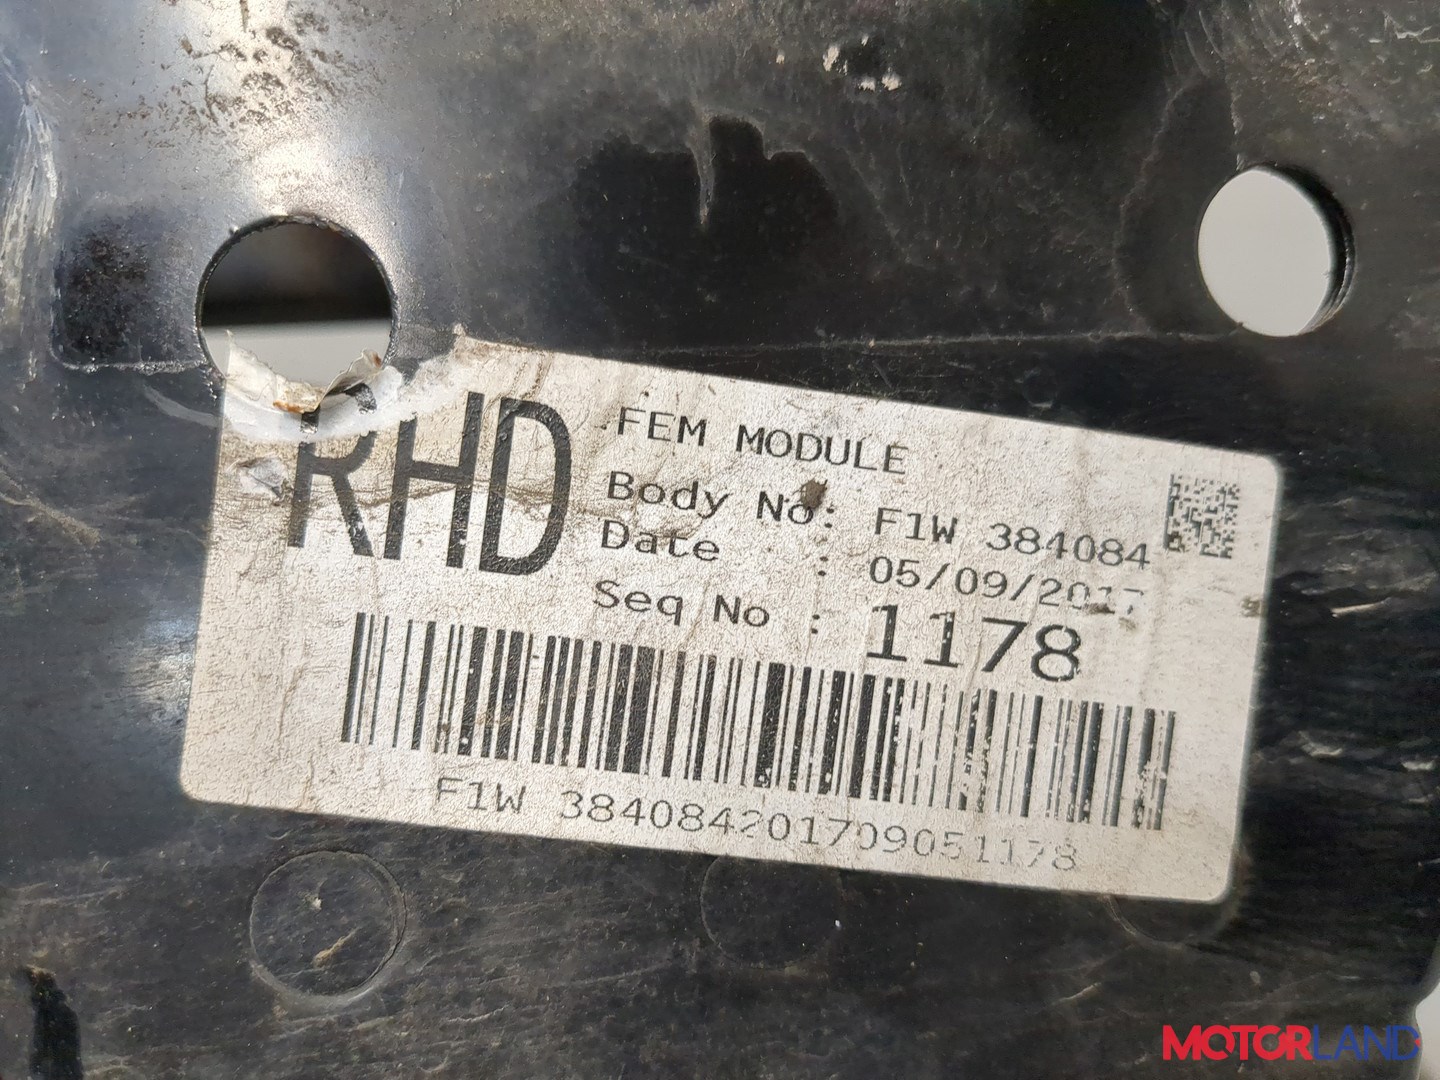 RHD
FEM MODULE
Body No: F1W 384084
Date : 05/09/2017
Seq No : 1178
F1W 384084201709051178
MOTORLAND